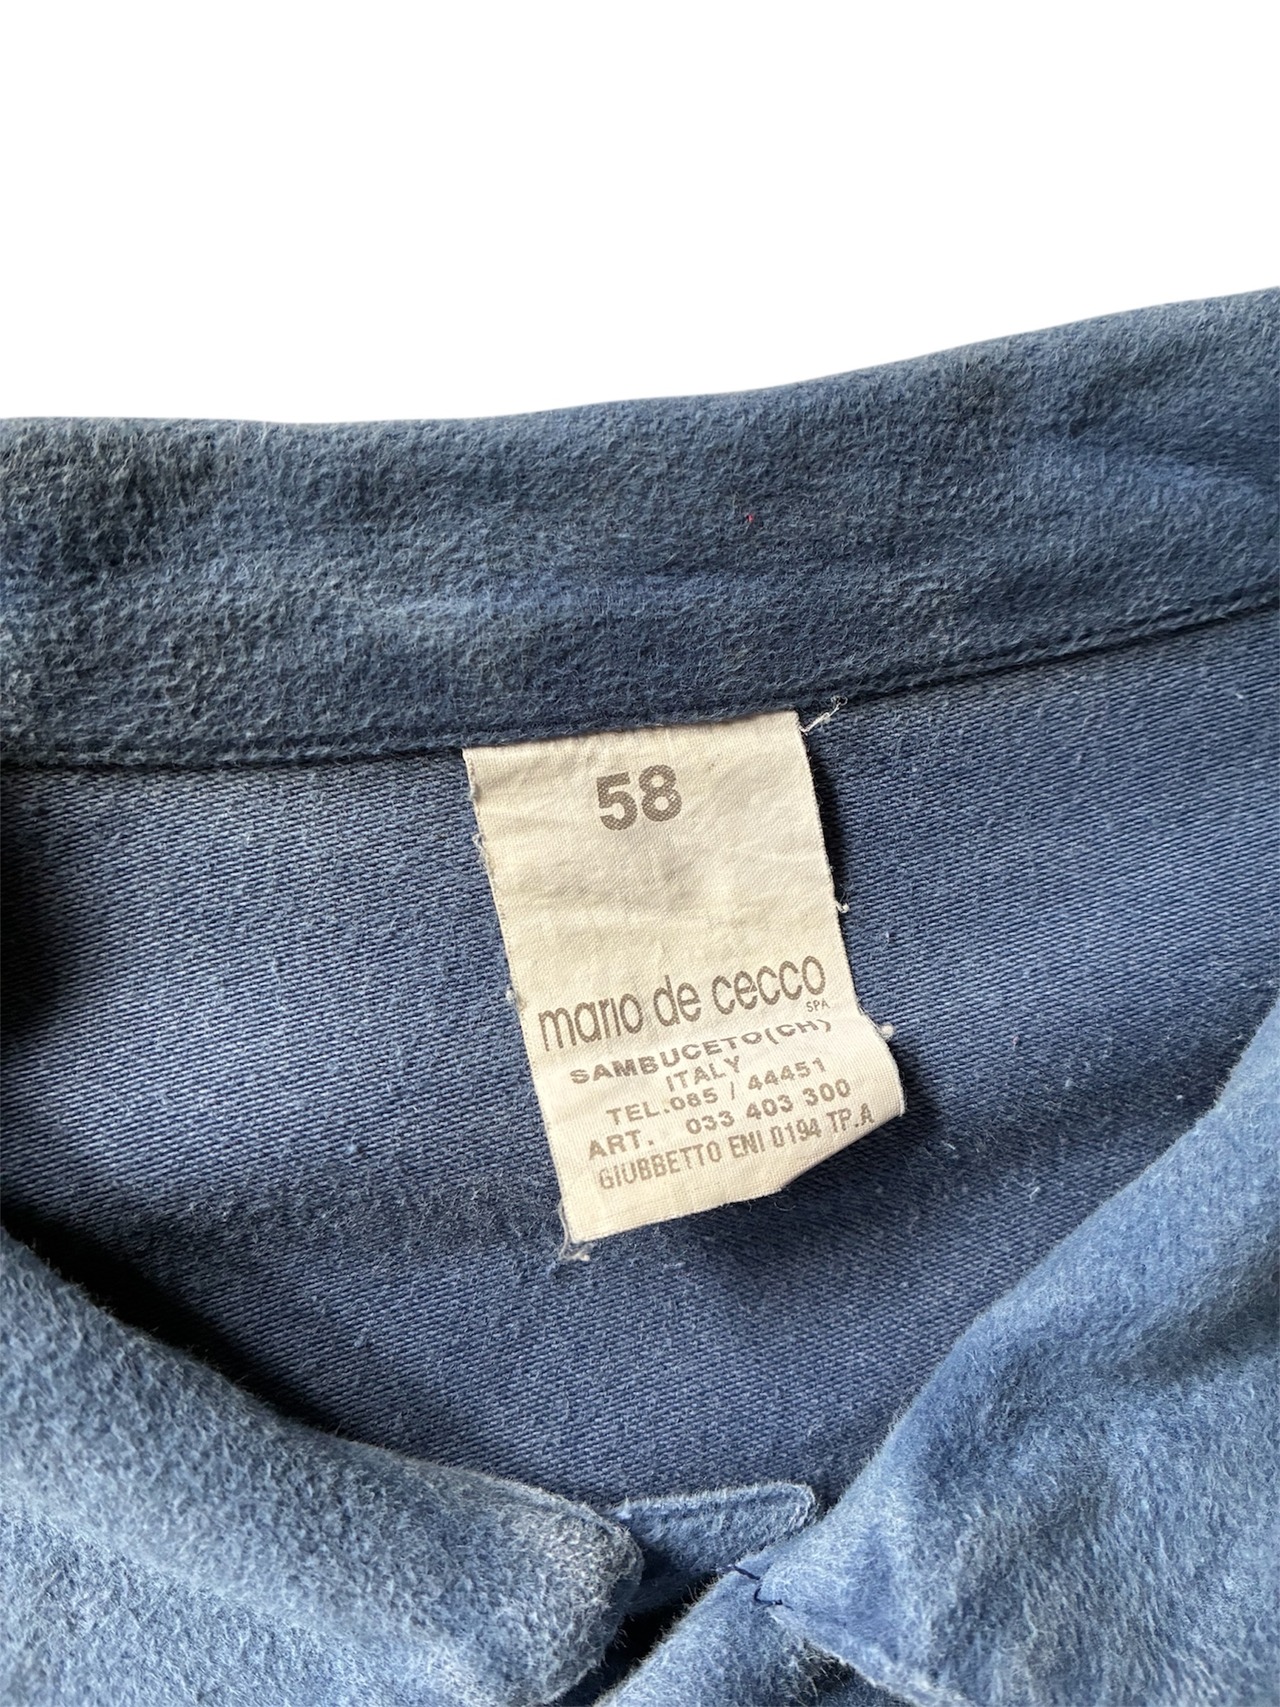 58
mario de cecco
SPA
SAMBUCETO(CH)
ITALY
TEL.085 / 44451
ART. 033 403 300
GIUBBETTO ENI 0194 TP.A